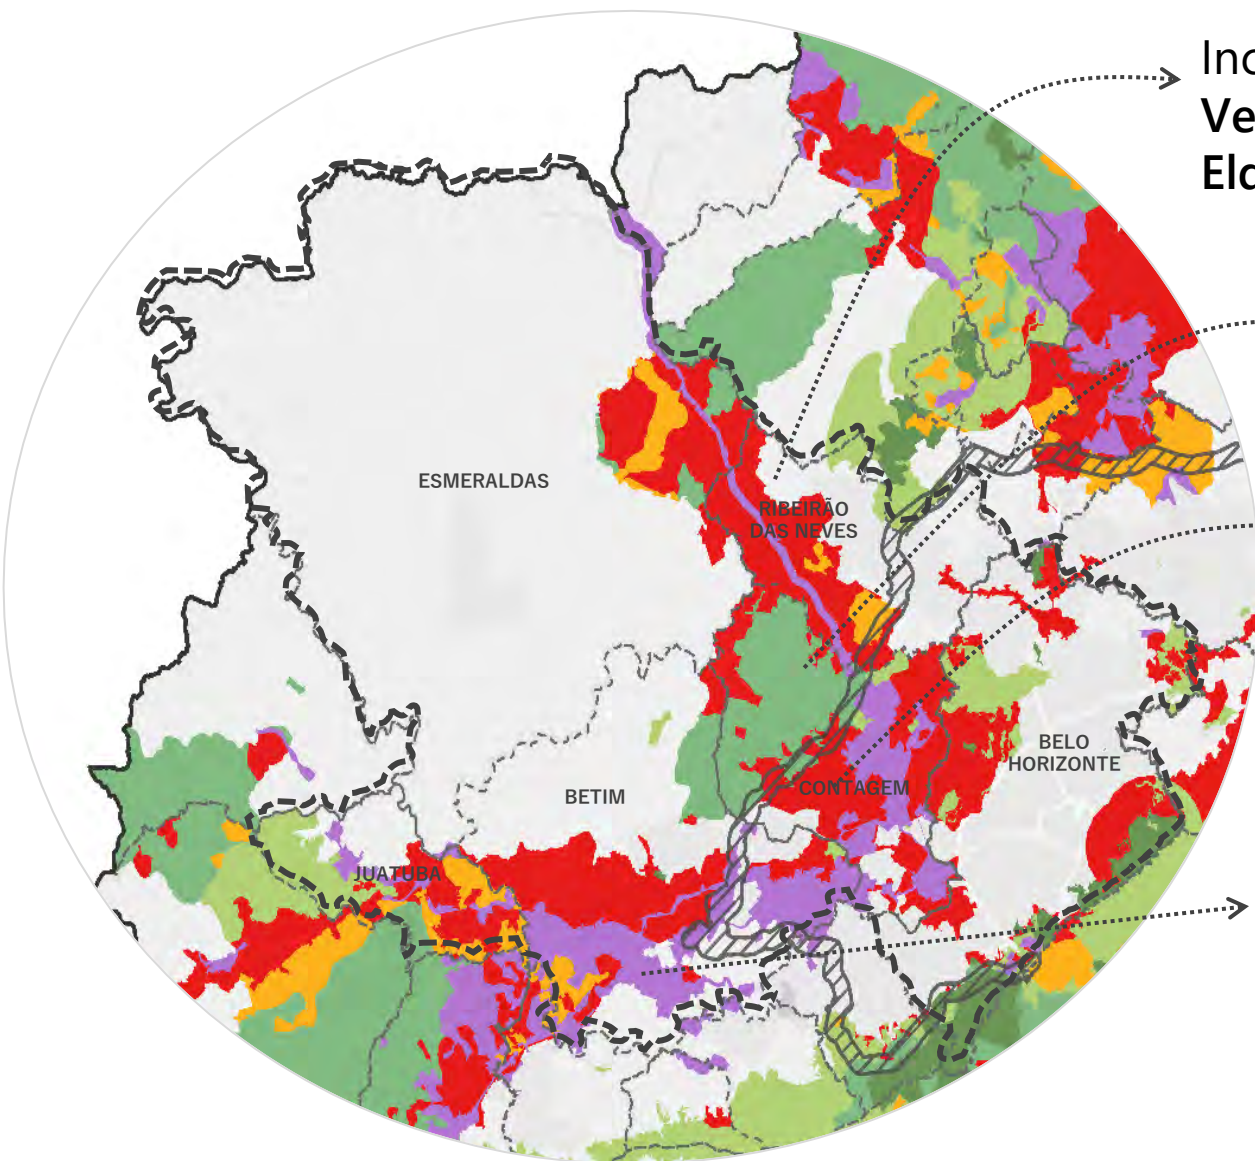 ESMERALDAS
RIBEIRÃO
DAS NEVES
BELO
HORIZONTE
BETIM
CONTAGEM
JUATUBA